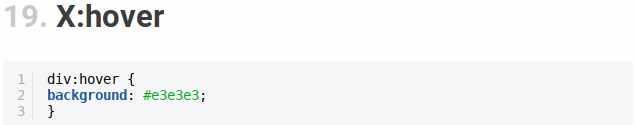 19. X:hover
1 div:hover {
2 background: #e3e3e3;
3 }